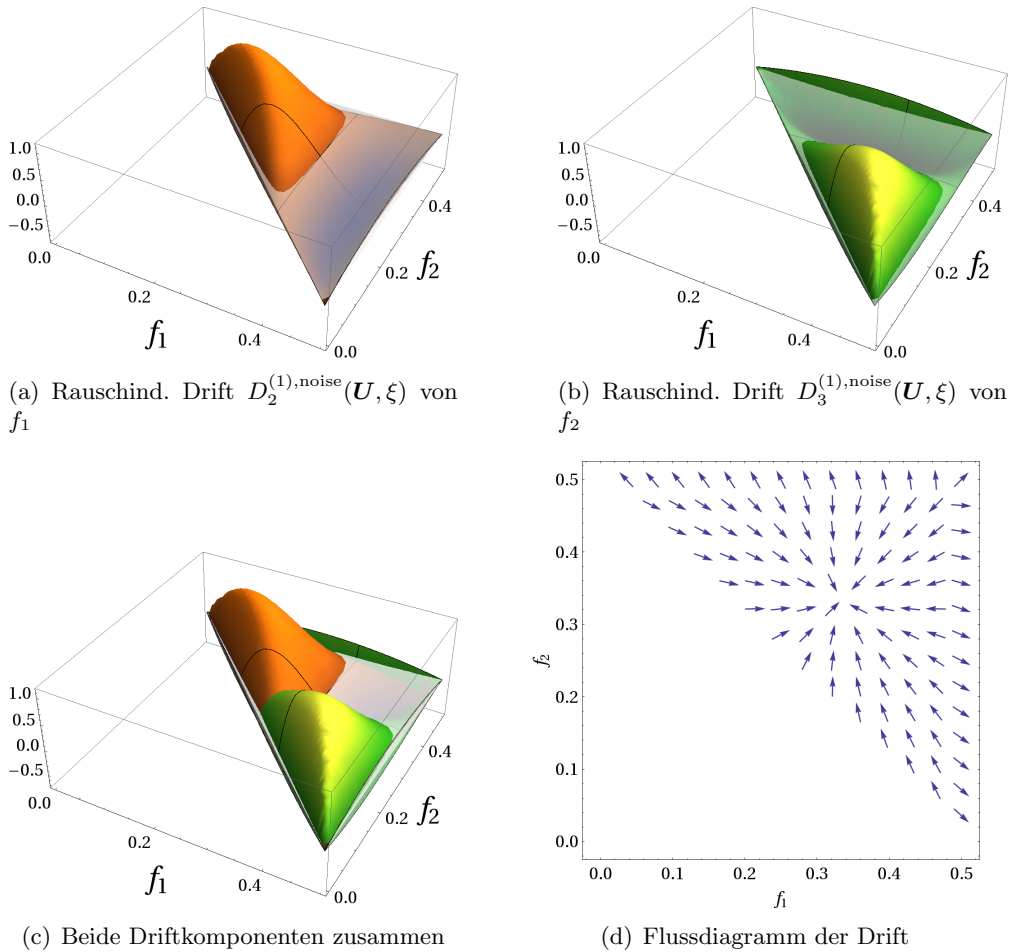 1.0
0.5
0.0
−0.5
0.0
0.2
0.4
f₁
0.0
0.2
0.4
f₂
(a) Rauschind. Drift D₂^{(1),noise}(U, ξ) von
f₁
1.0
0.5
0.0
−0.5
0.0
0.2
0.4
f₁
0.0
0.2
0.4
f₂
(b) Rauschind. Drift D₃^{(1),noise}(U, ξ) von
f₂
1.0
0.5
0.0
−0.5
0.0
0.2
0.4
f₁
0.0
0.2
0.4
f₂
(c) Beide Driftkomponenten zusammen
0.5
0.4
0.3
0.2
0.1
0.0
f₂
0.0 0.1 0.2 0.3 0.4 0.5
f₁
(d) Flussdiagramm der Drift